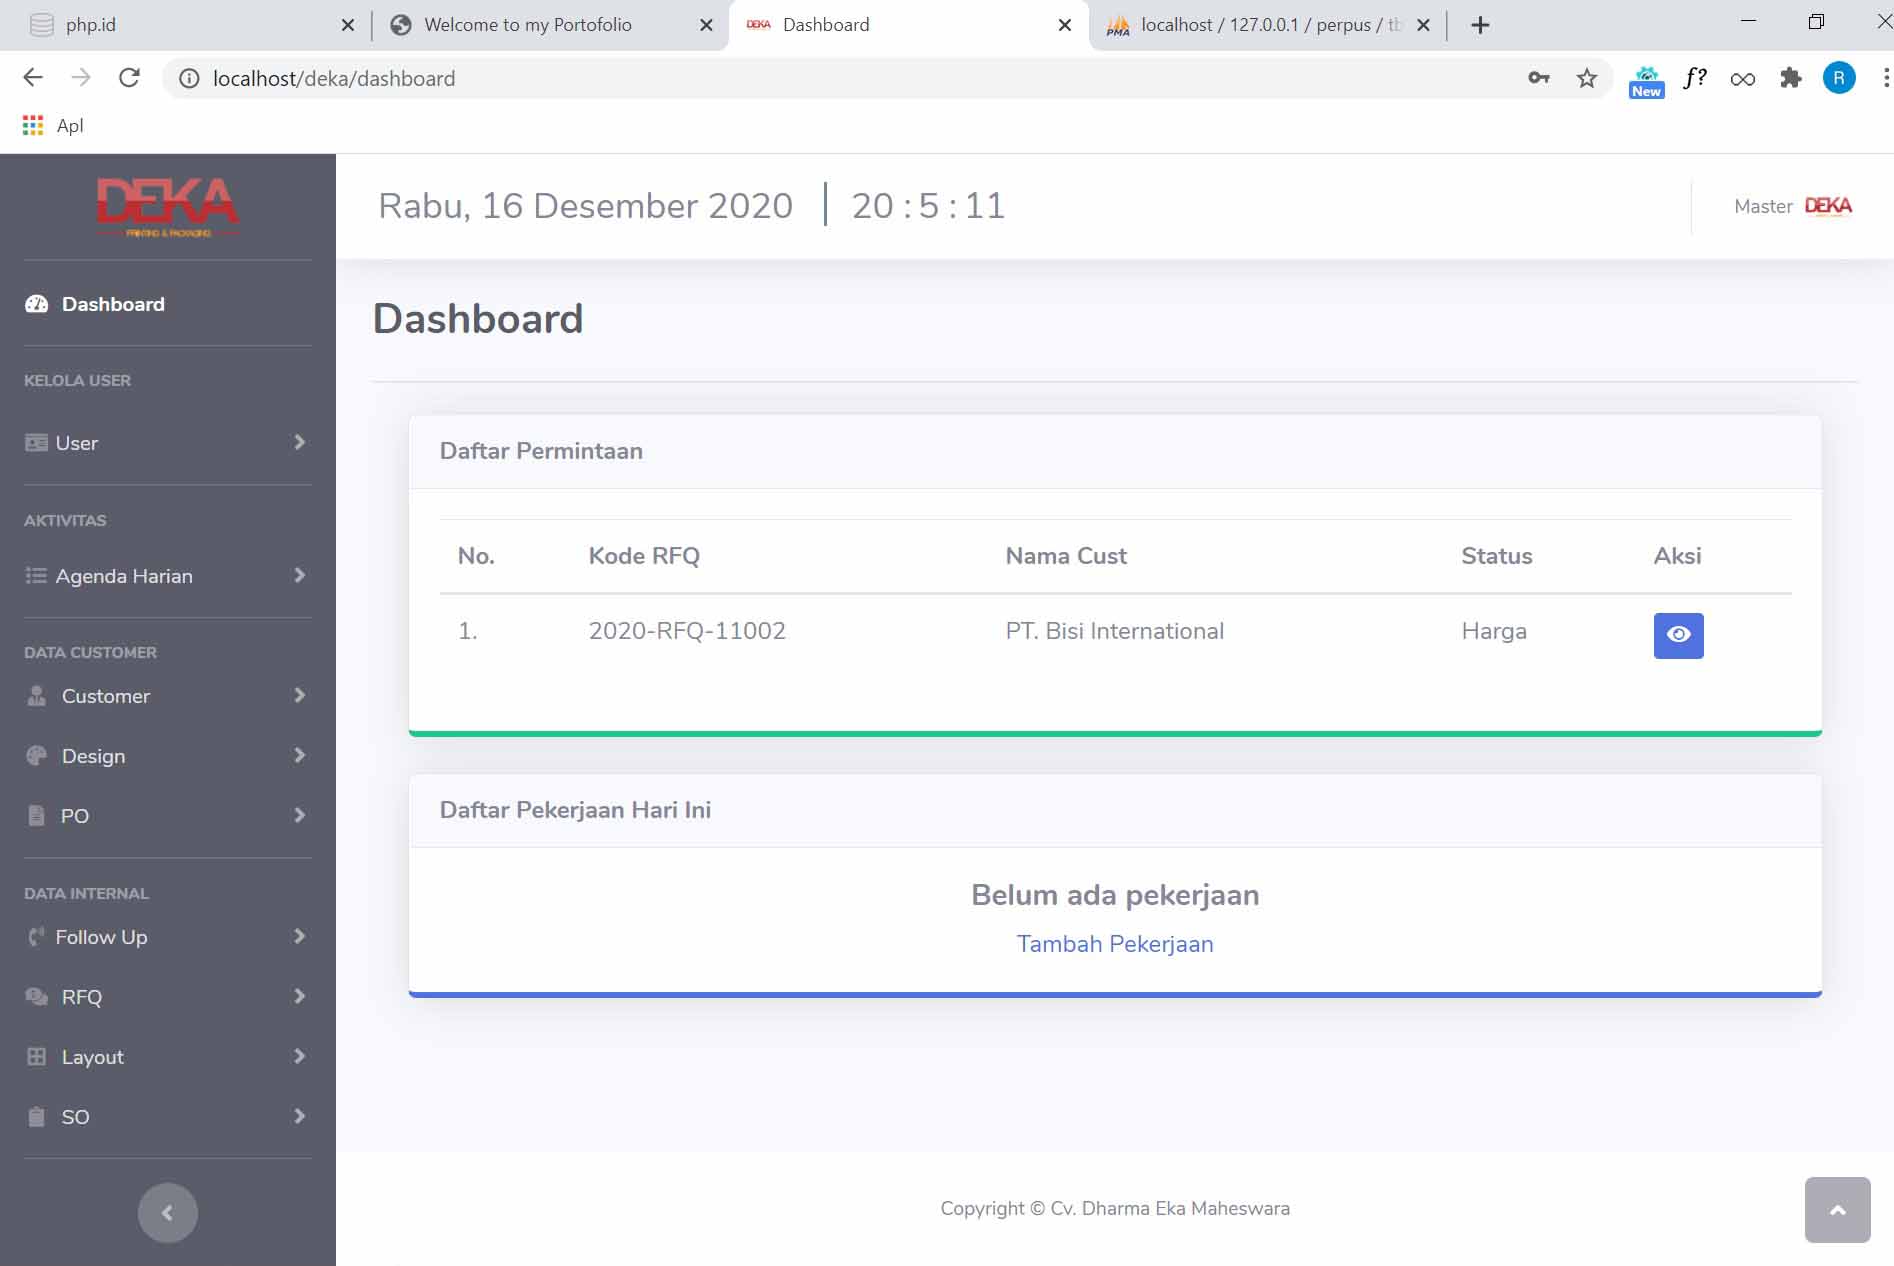 php.id
Welcome to my Portofolio
DEKA Dashboard
PMA localhost / 127.0.0.1 / perpus / tb
localhost/deka/dashboard
New
f?
R
Apl
DEKA
PRINTING & PACKAGING
Rabu, 16 Desember 2020 | 20 : 5 : 11
Master DEKA
Dashboard
KELOLA USER
User
AKTIVITAS
Agenda Harian
DATA CUSTOMER
Customer
Design
PO
DATA INTERNAL
Follow Up
RFQ
Layout
SO
Dashboard
Daftar Permintaan
No. Kode RFQ Nama Cust Status Aksi
1. 2020-RFQ-11002 PT. Bisi International Harga
Daftar Pekerjaan Hari Ini
Belum ada pekerjaan
Tambah Pekerjaan
Copyright © Cv. Dharma Eka Maheswara